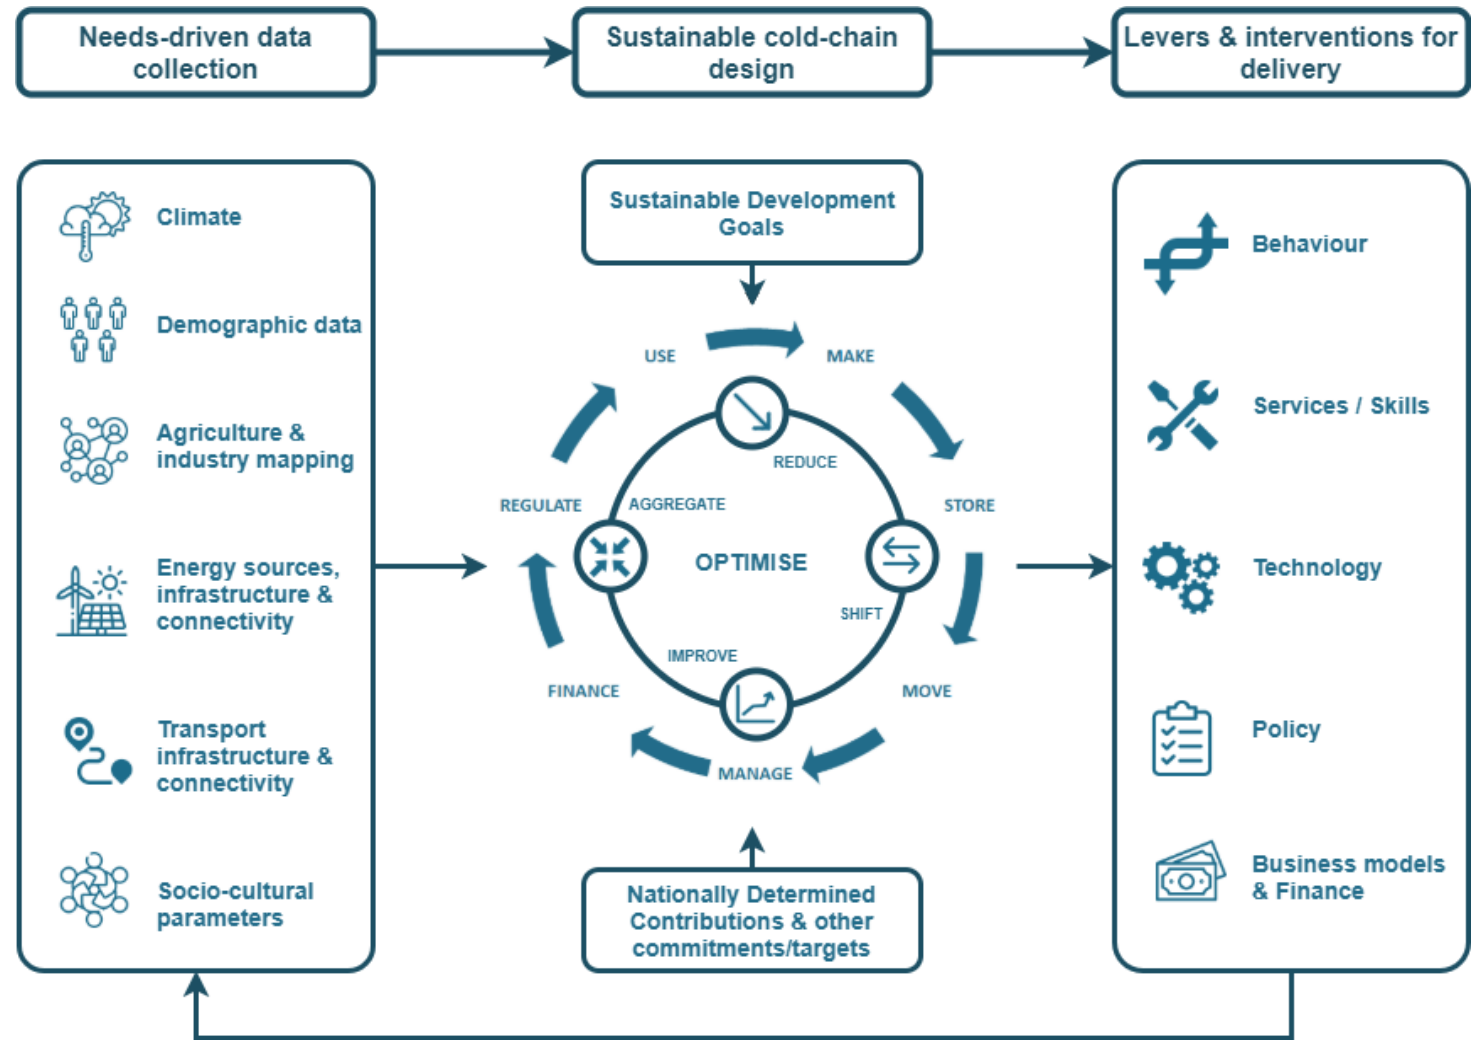 Needs-driven data
collection
Sustainable cold-chain
design
Levers & interventions for
delivery
Climate
Demographic data
Agriculture &
industry mapping
Energy sources,
infrastructure &
connectivity
Transport
infrastructure &
connectivity
Socio-cultural
parameters
Sustainable Development
Goals
USE
MAKE
REDUCE
REGULATE
AGGREGATE
STORE
OPTIMISE
SHIFT
IMPROVE
FINANCE
MOVE
MANAGE
Nationally Determined
Contributions & other
commitments/targets
Behaviour
Services / Skills
Technology
Policy
Business models
& Finance